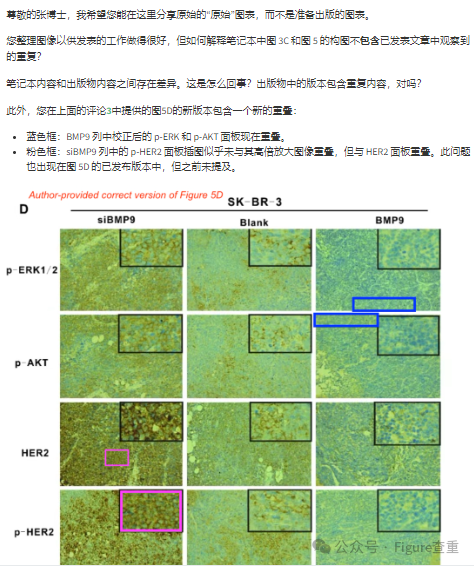 尊敬的张博士，我希望您能在这里分享原始的“原始”图表，而不是准备出版的图表。
您整理图像以供发表的工作做得很好，但如何解释笔记本中图 3C 和图 5 的构图不包含已发表文章中观察到
的重复？
笔记本内容和出版物内容之间存在差异。这是怎么回事？出版物中的版本包含重复内容，对吗？
此外，您在上面的评论3中提供的图5D的新版本包含一个新的重叠：
• 蓝色框：BMP9 列中校正后的 p-ERK 和 p-AKT 面板现在重叠。
• 粉色框：siBMP9 列中的 p-HER2 面板插图似乎未与其高倍放大图像重叠，但与 HER2 面板重叠。此问题
也出现在图 5D 的已发布版本中，但之前未提及。
Author-provided correct version of Figure 5D
D
SK-BR-3
siBMP9 Blank BMP9
p-ERK1/2
p-AKT
HER2
p-HER2
公众号 · Figure查重